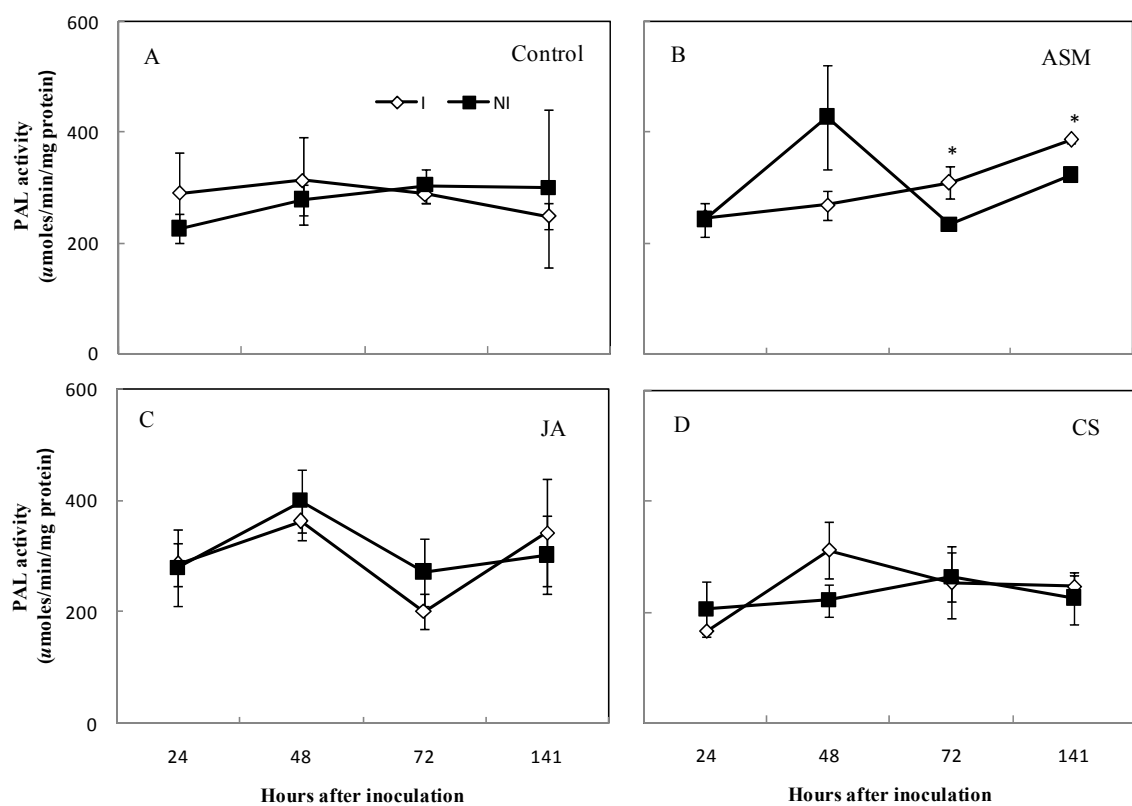 A
Control
I
NI
PAL activity
(umoles/min/mg protein)
600
400
200
0
B
ASM
*
*
C
JA
PAL activity
(umoles/min/mg protein)
600
400
200
0
24
48
72
141
Hours after inoculation
D
CS
24
48
72
141
Hours after inoculation